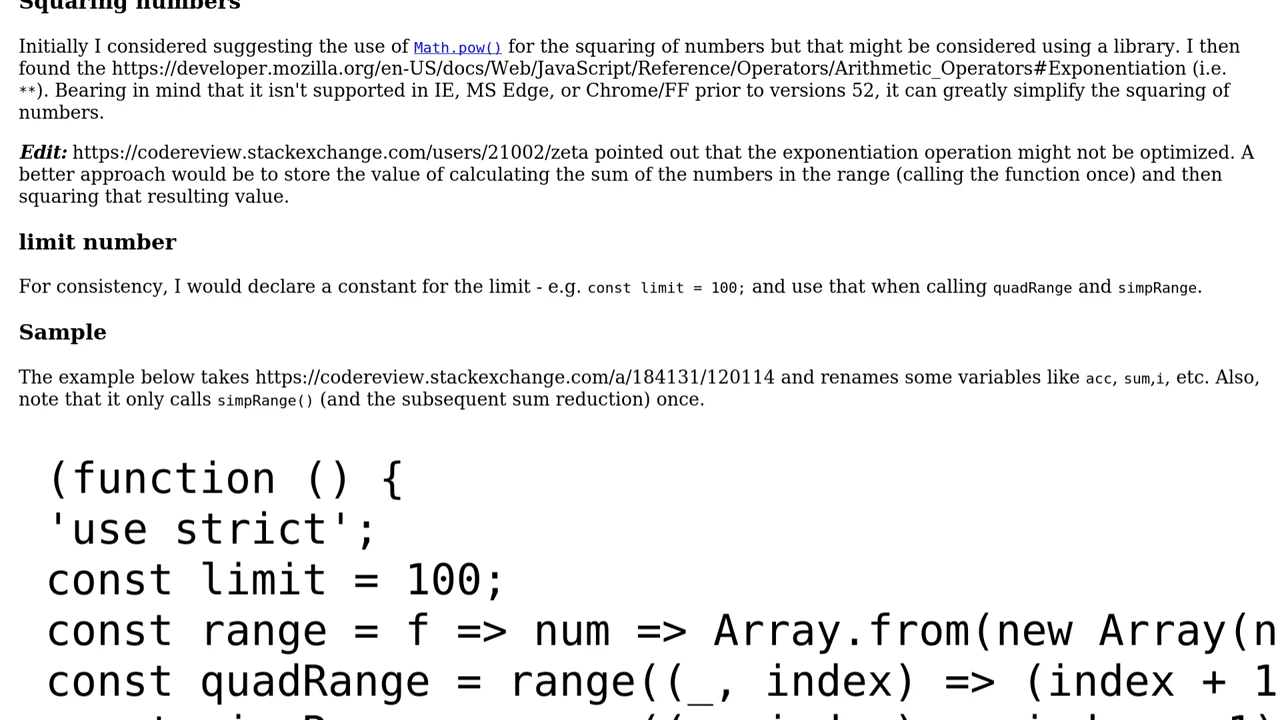 Squaring numbers
Initially I considered suggesting the use of Math.pow() for the squaring of numbers but that might be considered using a library. I then
found the https://developer.mozilla.org/en-US/docs/Web/JavaScript/Reference/Operators/Arithmetic_Operators#Exponentiation (i.e.
**). Bearing in mind that it isn't supported in IE, MS Edge, or Chrome/FF prior to versions 52, it can greatly simplify the squaring of
numbers.
Edit: https://codereview.stackexchange.com/users/21002/zeta pointed out that the exponentiation operation might not be optimized. A
better approach would be to store the value of calculating the sum of the numbers in the range (calling the function once) and then
squaring that resulting value.
limit number
For consistency, I would declare a constant for the limit - e.g. const limit = 100; and use that when calling quadRange and simpRange.
Sample
The example below takes https://codereview.stackexchange.com/a/184131/120114 and renames some variables like acc, sum,i, etc. Also,
note that it only calls simpRange() (and the subsequent sum reduction) once.
(function () {
'use strict';
const limit = 100;
const range = f => num => Array.from(new Array(n
const quadRange = range((_, index) => (index + 1